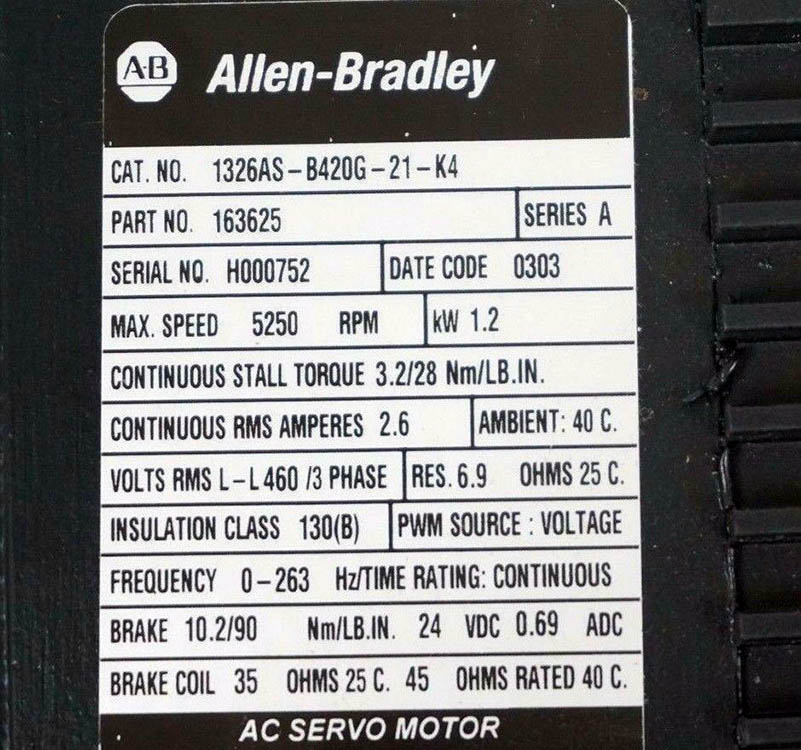 A-B Allen-Bradley
CAT. NO. 1326AS-B420G-21-K4
PART NO. 163625 SERIES A
SERIAL NO. H000752 DATE CODE 0303
MAX. SPEED 5250 RPM kW 1.2
CONTINUOUS STALL TORQUE 3.2/28 Nm/LB.IN.
CONTINUOUS RMS AMPERES 2.6 AMBIENT: 40 C.
VOLTS RMS L-L 460 /3 PHASE RES. 6.9 OHMS 25 C.
INSULATION CLASS 130(B) PWM SOURCE : VOLTAGE
FREQUENCY 0-263 Hz/TIME RATING: CONTINUOUS
BRAKE 10.2/90 Nm/LB.IN. 24 VDC 0.69 ADC
BRAKE COIL 35 OHMS 25 C. 45 OHMS RATED 40 C.
AC SERVO MOTOR